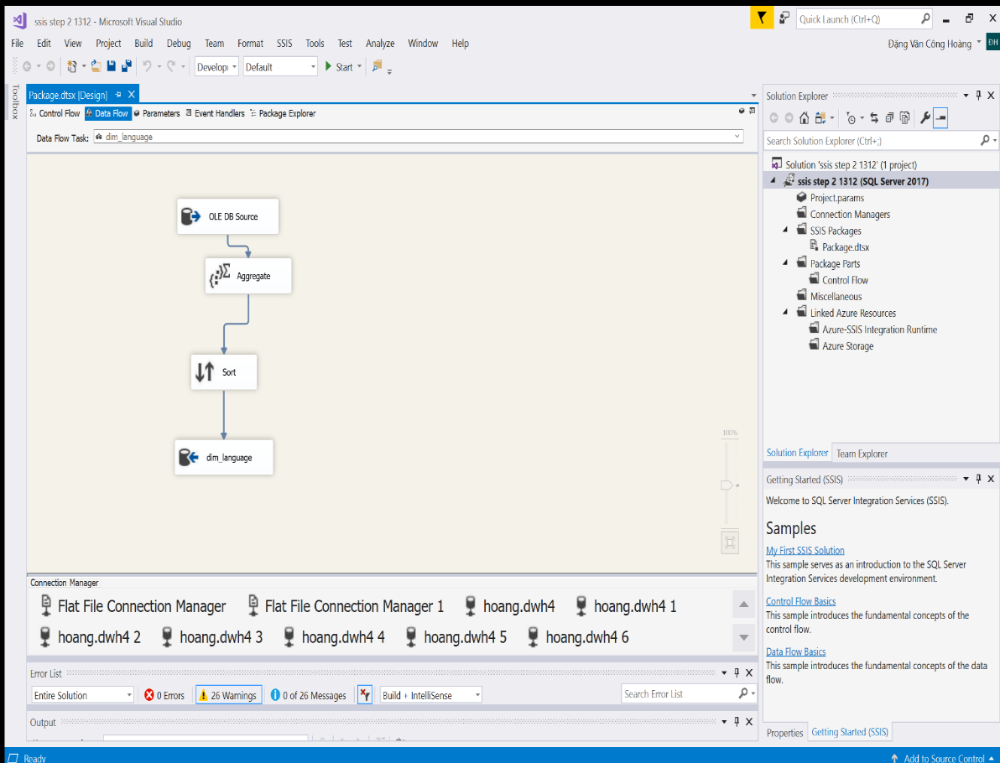 ssis step 2 1312 - Microsoft Visual Studio
Quick Launch (Ctrl+Q)
File Edit View Project Build Debug Team Format SSIS Tools Test Analyze Window Help
Đặng Văn Công Hoàng DH
Developi Default Start
Toolbox
Package.dtsx [Design]
Control Flow Data Flow Parameters Event Handlers Package Explorer
Data Flow Task: dim_language
OLE DB Source
Aggregate
Sort
dim_language
100%
Connection Manager
Flat File Connection Manager Flat File Connection Manager 1 hoang.dwh4 hoang.dwh4 1
hoang.dwh4 2 hoang.dwh4 3 hoang.dwh4 4 hoang.dwh4 5 hoang.dwh4 6
Error List
Entire Solution 0 Errors 26 Warnings 0 of 26 Messages Build + IntelliSense Search Error List
Output
Solution Explorer
Search Solution Explorer (Ctrl+;)
Solution 'ssis step 2 1312' (1 project)
ssis step 2 1312 (SQL Server 2017)
Project.params
Connection Managers
SSIS Packages
Package.dtsx
Package Parts
Control Flow
Miscellaneous
Linked Azure Resources
Azure-SSIS Integration Runtime
Azure Storage
Solution Explorer Team Explorer
Getting Started (SSIS)
Welcome to SQL Server Integration Services (SSIS).
Samples
My First SSIS Solution
This sample serves as an introduction to the SQL Server
Integration Services development environment.
Control Flow Basics
This sample introduces the fundamental concepts of the
control flow.
Data Flow Basics
This sample introduces the fundamental concepts of the data
flow.
Properties Getting Started (SSIS)
Ready
Add to Source Control